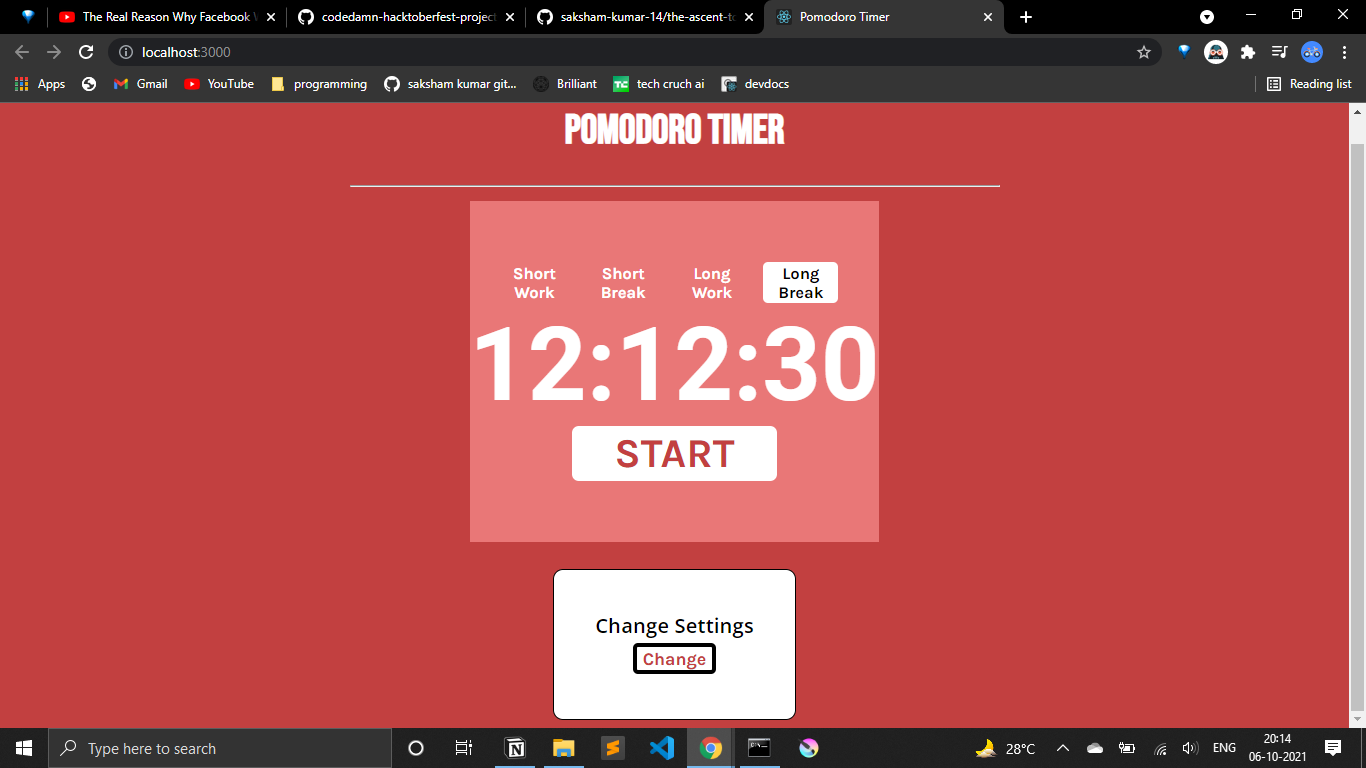 The Real Reason Why Facebook
codedamn-hacktoberfest-project
saksham-kumar-14/the-ascent-to
Pomodoro Timer
localhost:3000
Apps
Gmail
YouTube
programming
saksham kumar git...
Brilliant
TC
tech cruch ai
devdocs
Reading list
POMODORO TIMER
Short Work
Short Break
Long Work
Long Break
12:12:30
START
Change Settings
Change
Type here to search
28°C
ENG
20:14
06-10-2021